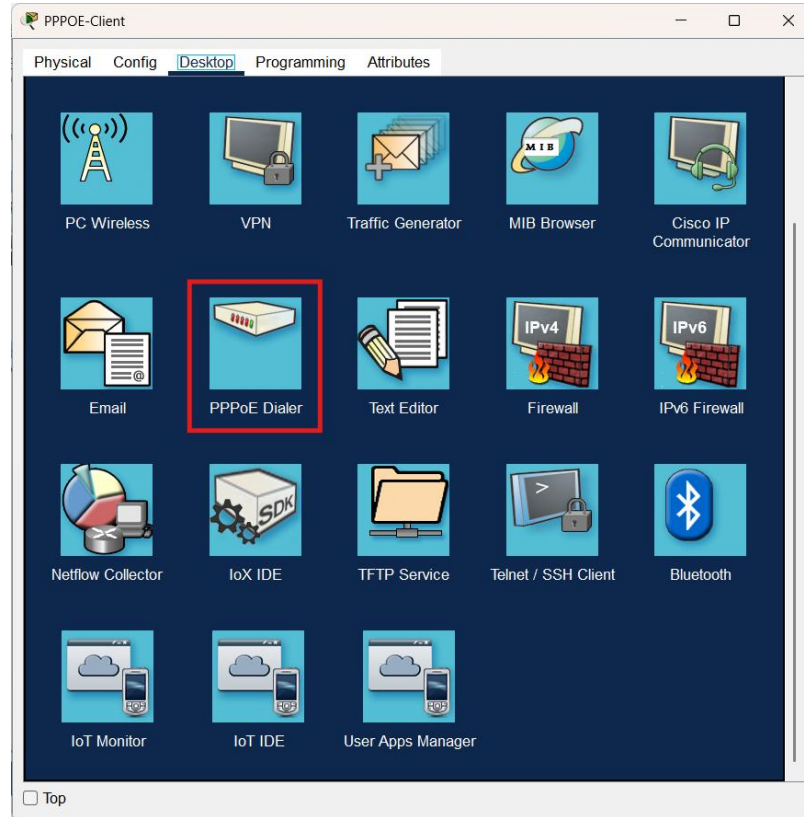 PPPOE-Client
Physical Config Desktop Programming Attributes
MIB
PC Wireless VPN Traffic Generator MIB Browser Cisco IP
Communicator
IPv4 IPv6
@
Email PPPoE Dialer Text Editor Firewall IPv6 Firewall
SDK >
Netflow Collector IoX IDE TFTP Service Telnet / SSH Client Bluetooth
IoT Monitor IoT IDE User Apps Manager
Top